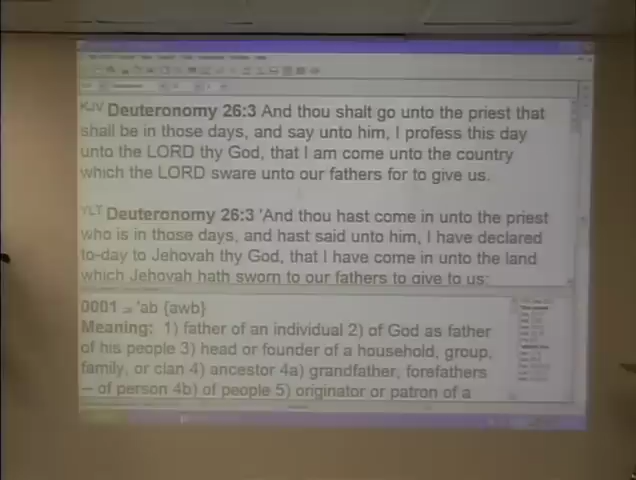 KJV Deuteronomy 26:3 And thou shalt go unto the priest that
shall be in those days, and say unto him, I profess this day
unto the LORD thy God, that I am come unto the country
which the LORD sware unto our fathers for to give us.
YLT Deuteronomy 26:3 'And thou hast come in unto the priest
who is in those days, and hast said unto him, I have declared
to-day to Jehovah thy God, that I have come in unto the land
which Jehovah hath sworn to our fathers to give to us;
0001 'ab {awb}
Meaning: 1) father of an individual 2) of God as father
of his people 3) head or founder of a household, group,
family, or clan 4) ancestor 4a) grandfather, forefathers
– of person 4b) of people 5) originator or patron of a